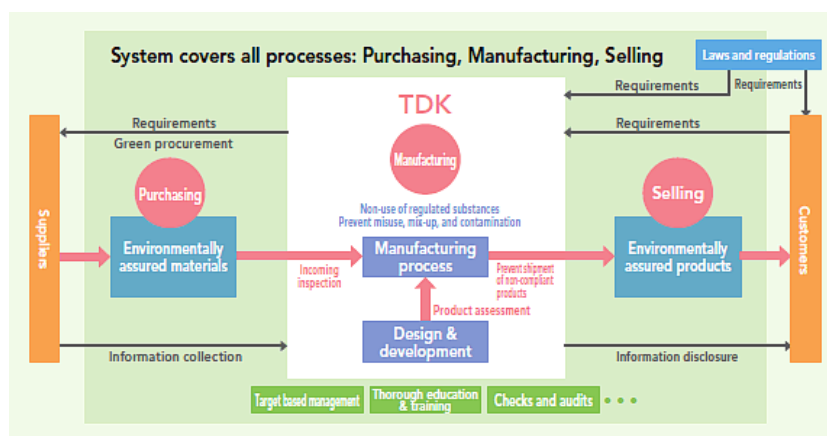 System covers all processes: Purchasing, Manufacturing, Selling
Laws and regulations
Requirements
Requirements
TDK
Requirements
Green procurement
Requirements
Manufacturing
Purchasing
Selling
Suppliers
Customers
Non-use of regulated substances
Prevent misuse, mix-up, and contamination
Environmentally
assured materials
Incoming
inspection
Manufacturing
process
Prevent shipment
of non-compliant
products
Environmentally
assured products
Product assessment
Design &
development
Information collection
Information disclosure
Target based management
Thorough education
& training
Checks and audits